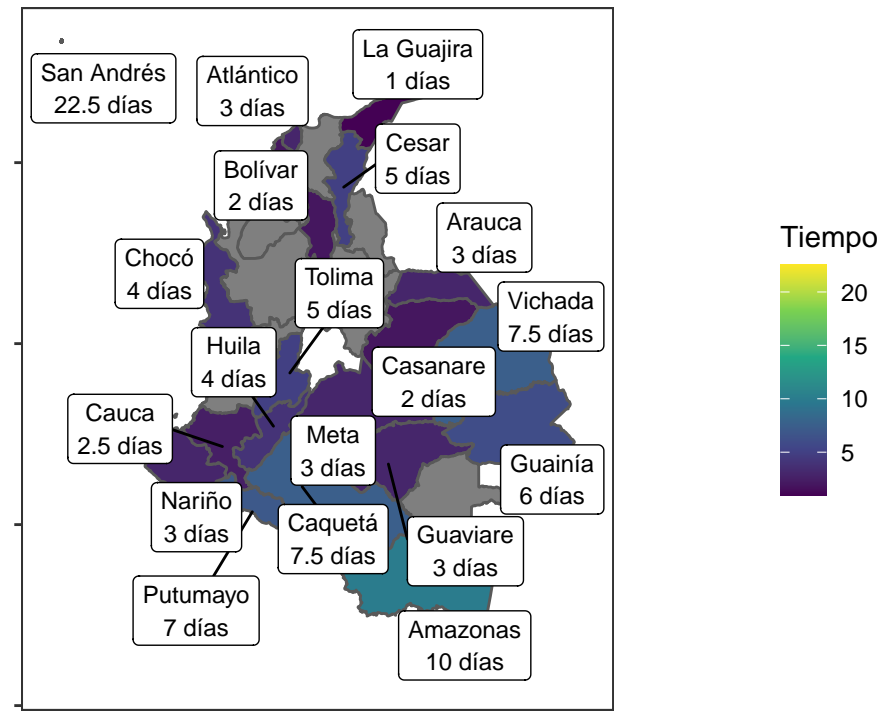 La Guajira
1 días
San Andrés
22.5 días
Atlántico
3 días
Cesar
5 días
Bolívar
2 días
Arauca
3 días
Chocó
4 días
Tolima
5 días
Vichada
7.5 días
Huila
4 días
Casanare
2 días
Cauca
2.5 días
Meta
3 días
Guainía
6 días
Nariño
3 días
Caquetá
7.5 días
Guaviare
3 días
Putumayo
7 días
Amazonas
10 días
Tiempo
20
15
10
5